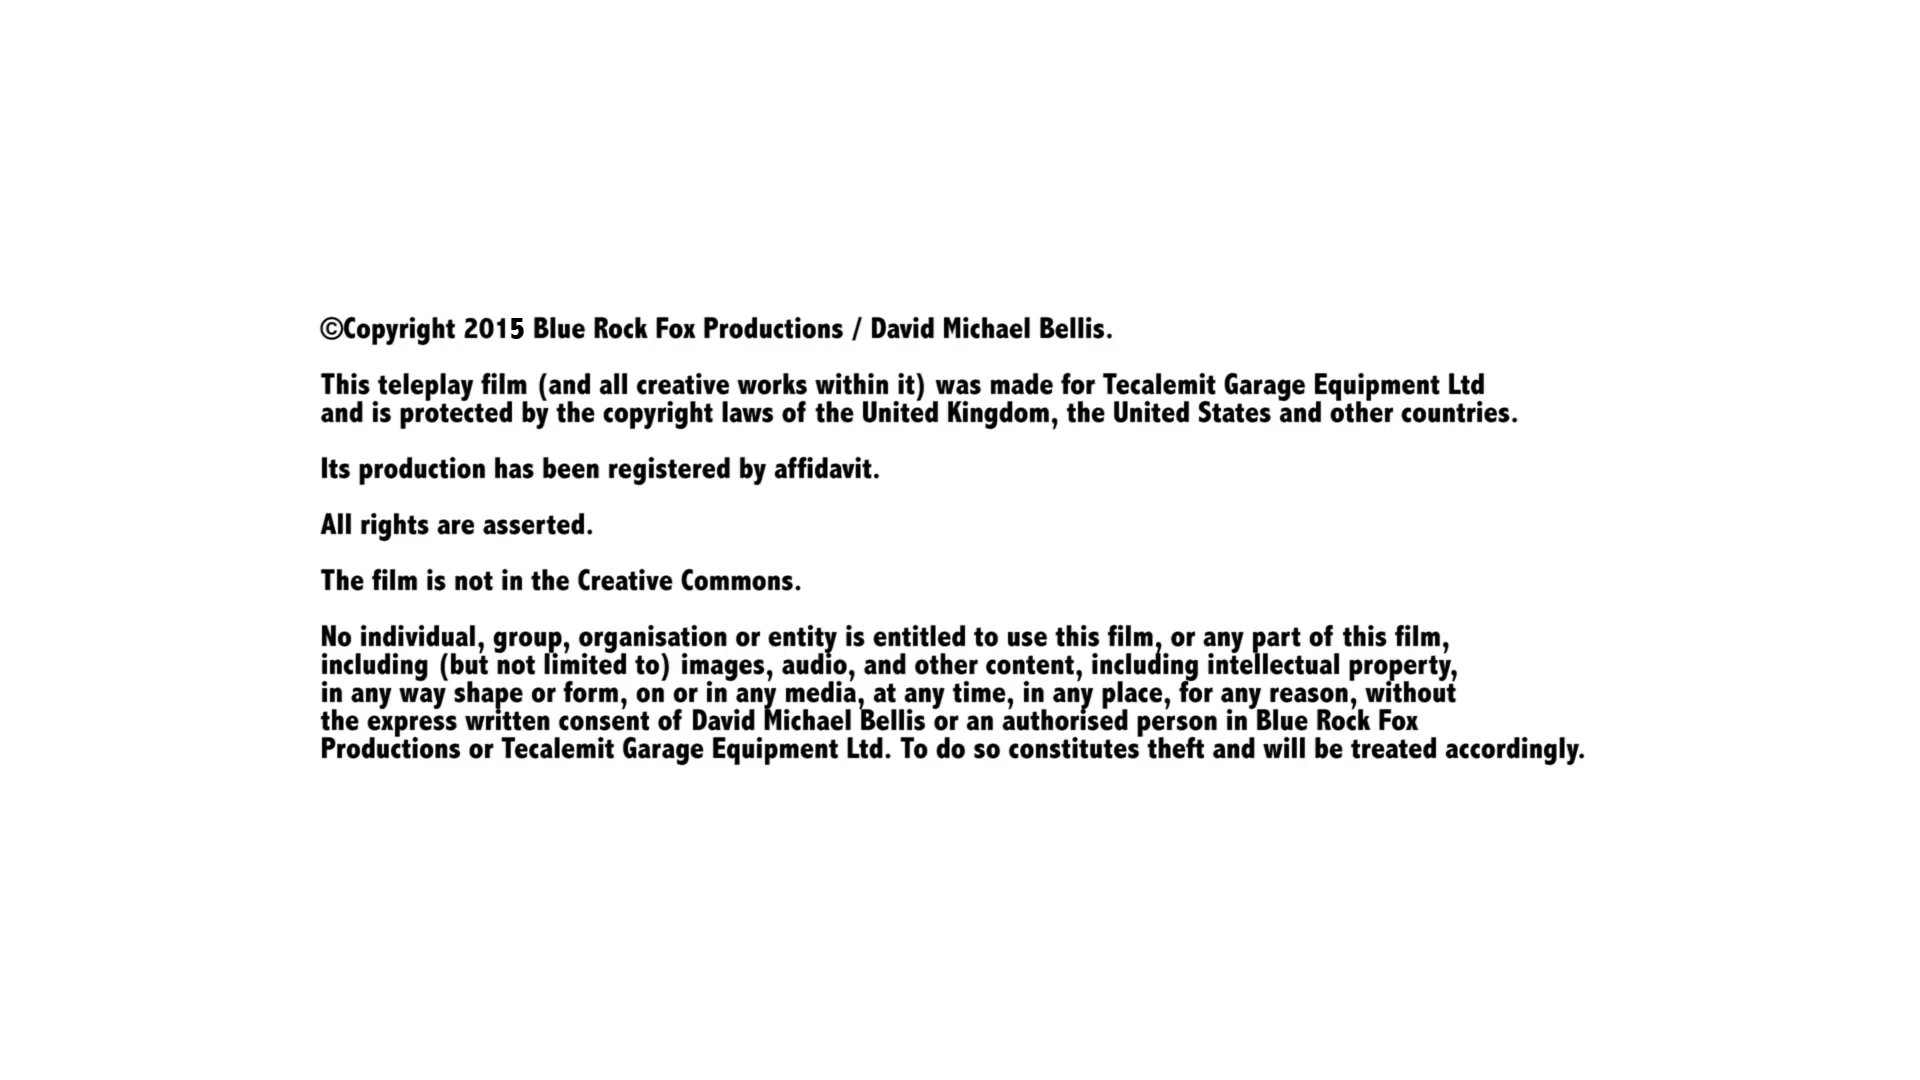 ©Copyright 2015 Blue Rock Fox Productions / David Michael Bellis.
This teleplay film (and all creative works within it) was made for Tecalemit Garage Equipment Ltd
and is protected by the copyright laws of the United Kingdom, the United States and other countries.
Its production has been registered by affidavit.
All rights are asserted.
The film is not in the Creative Commons.
No individual, group, organisation or entity is entitled to use this film, or any part of this film,
including (but not limited to) images, audio, and other content, including intellectual property,
in any way shape or form, on or in any media, at any time, in any place, for any reason, without
the express written consent of David Michael Bellis or an authorised person in Blue Rock Fox
Productions or Tecalemit Garage Equipment Ltd. To do so constitutes theft and will be treated accordingly.